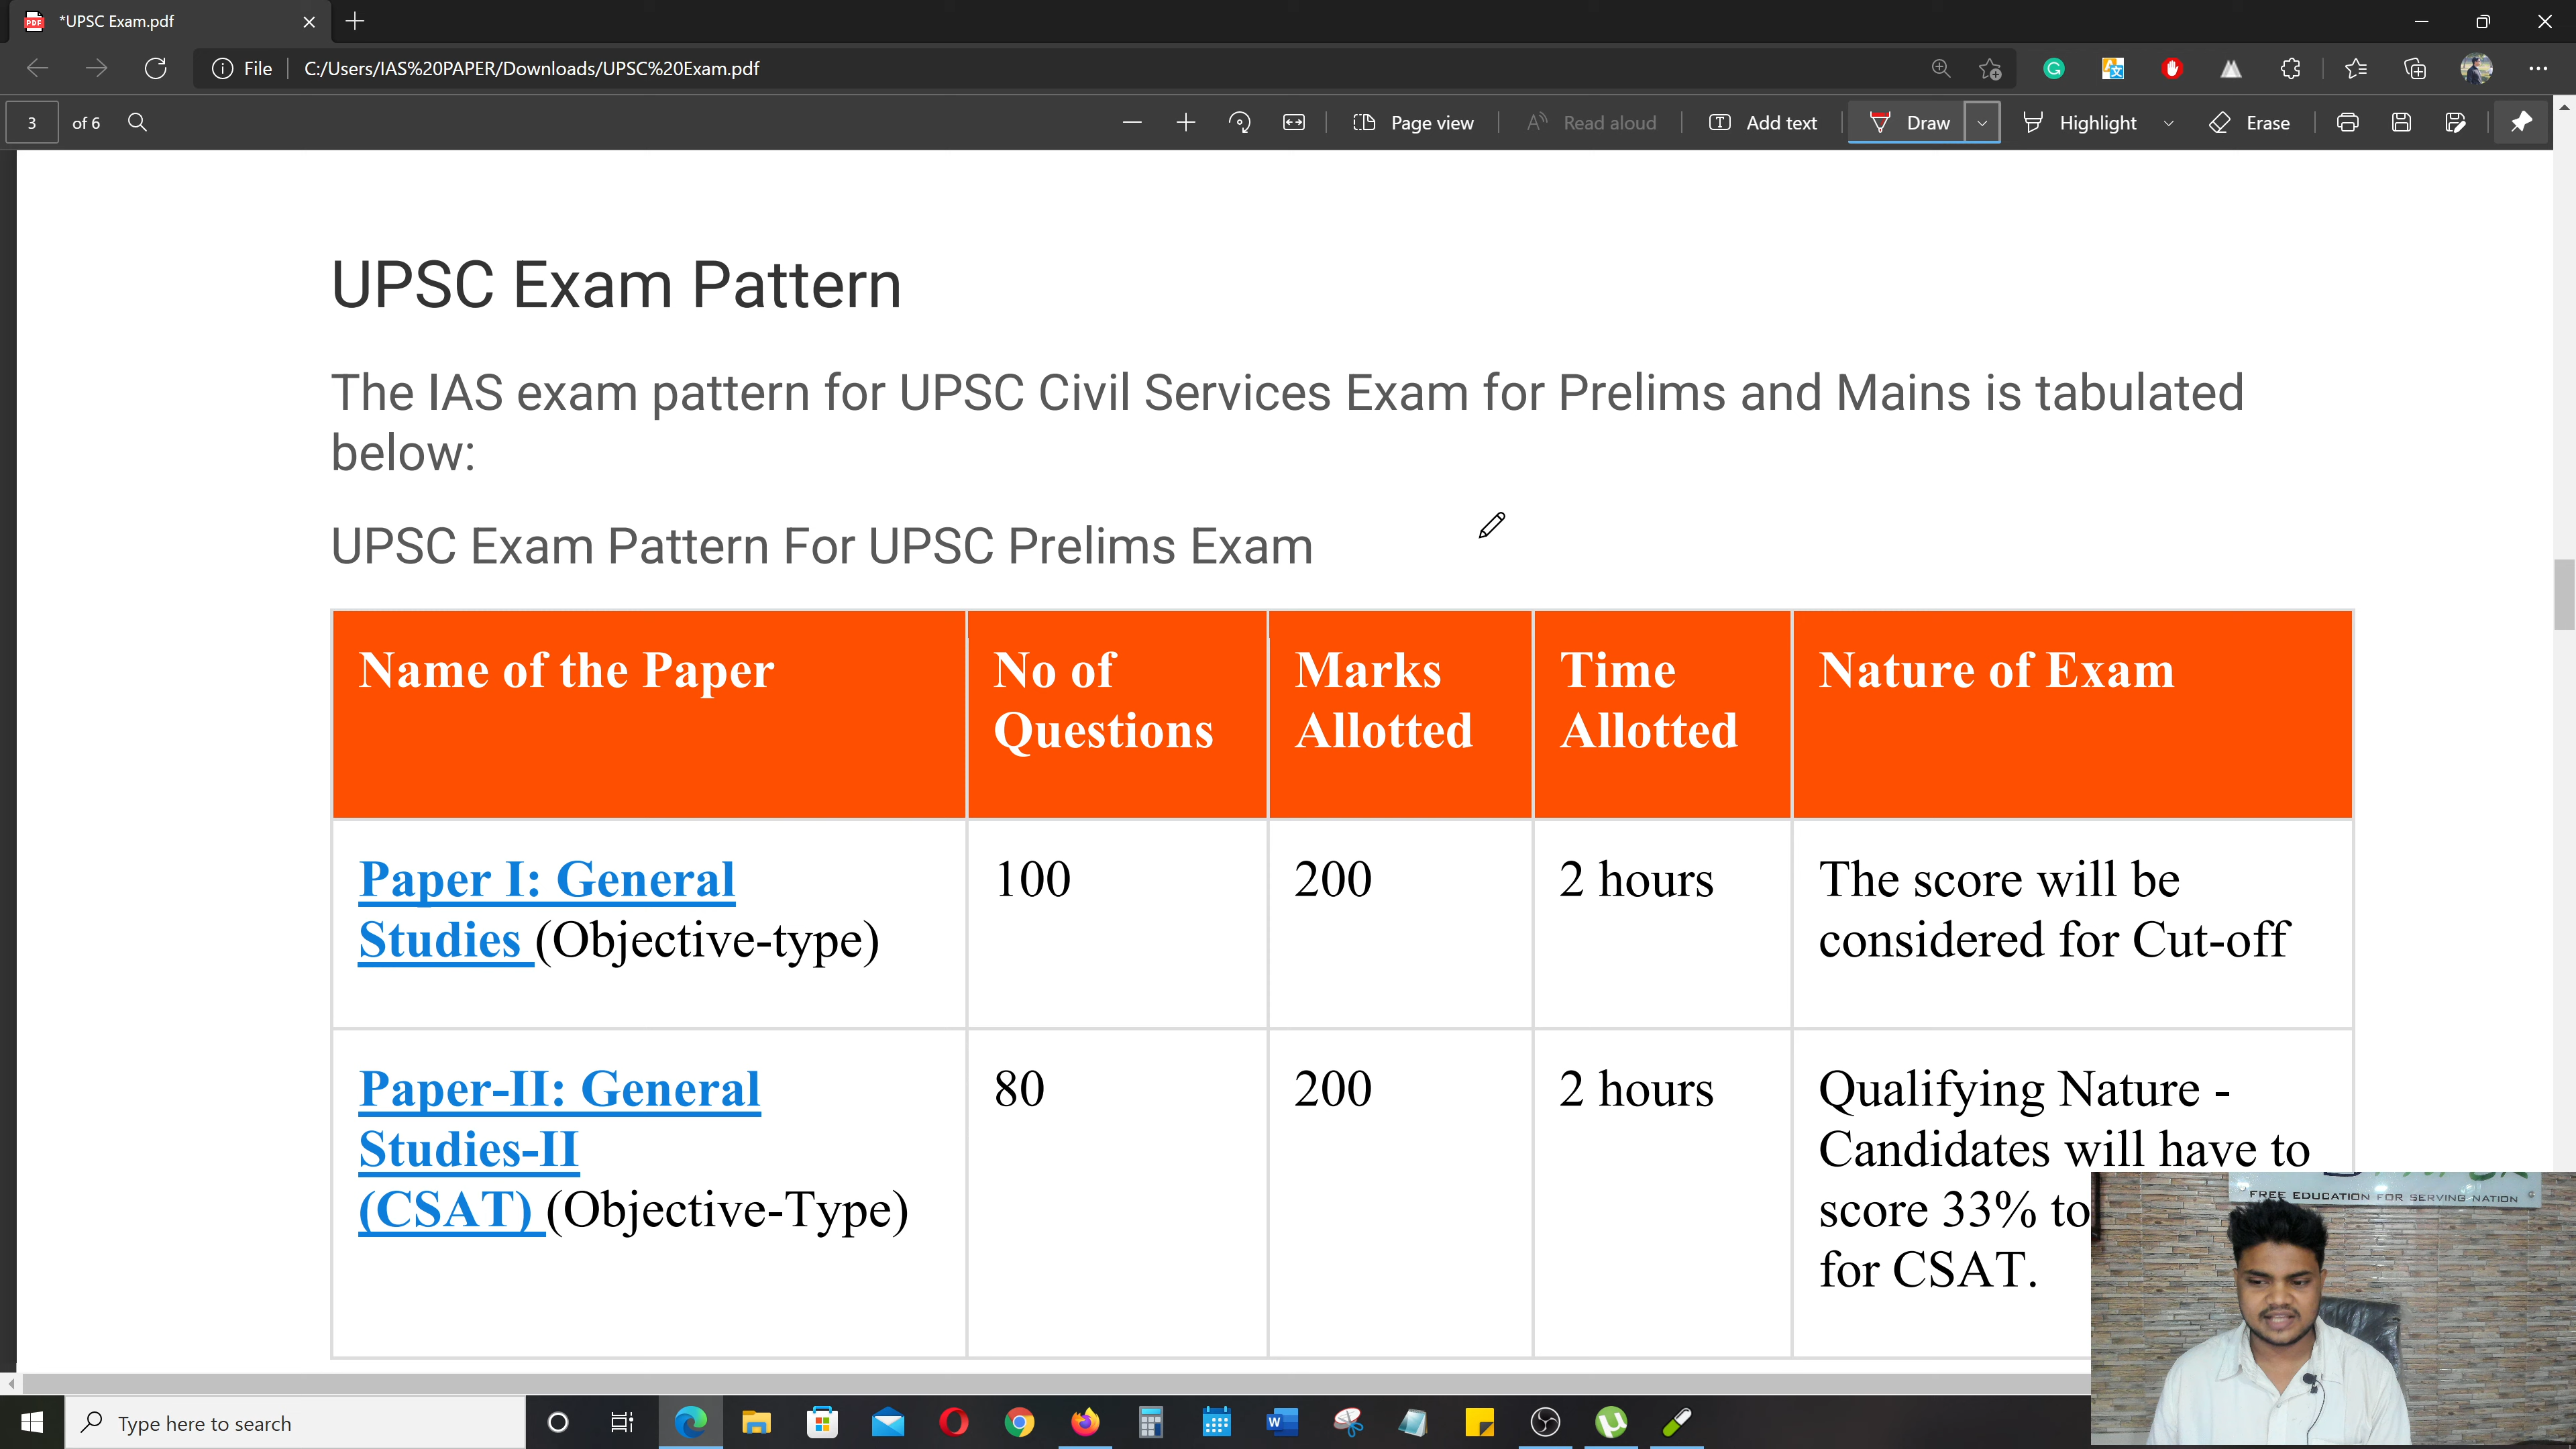 *UPSC Exam.pdf
File
C:/Users/IAS%20PAPER/Downloads/UPSC%20Exam.pdf
3 of 6
Page view
Read aloud
Add text
Draw
Highlight
Erase
UPSC Exam Pattern
The IAS exam pattern for UPSC Civil Services Exam for Prelims and Mains is tabulated
below:
UPSC Exam Pattern For UPSC Prelims Exam
Name of the Paper
No of
Questions
Marks
Allotted
Time
Allotted
Nature of Exam
Paper I: General
Studies (Objective-type)
100
200
2 hours
The score will be
considered for Cut-off
Paper-II: General
Studies-II
(CSAT) (Objective-Type)
80
200
2 hours
Qualifying Nature -
Candidates will have to
score 33% to
for CSAT.
FREE EDUCATION FOR SERVING NATION
Type here to search